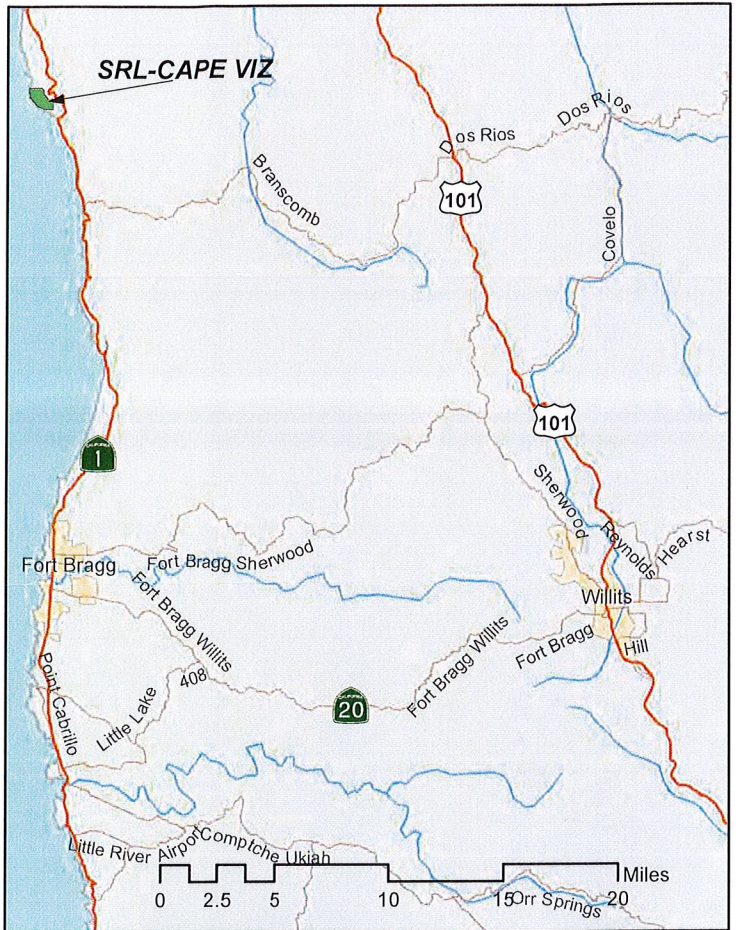 SRL-CAPE VIZ
Dos Rios
Dos Rios
Branscomb
101
Covelo
101
CALIFORNIA
1
Sherwood
Reynolds
Hearst
Fort Bragg
Fort Bragg Sherwood
Fort Bragg Willits
Willits
Fort Bragg
Hill
Fort Bragg Willits
408
Little Lake
Point Cabrillo
CALIFORNIA
20
Little River Airport
Comptche Ukiah
Miles
0 2.5 5 10 15 20
Orr Springs